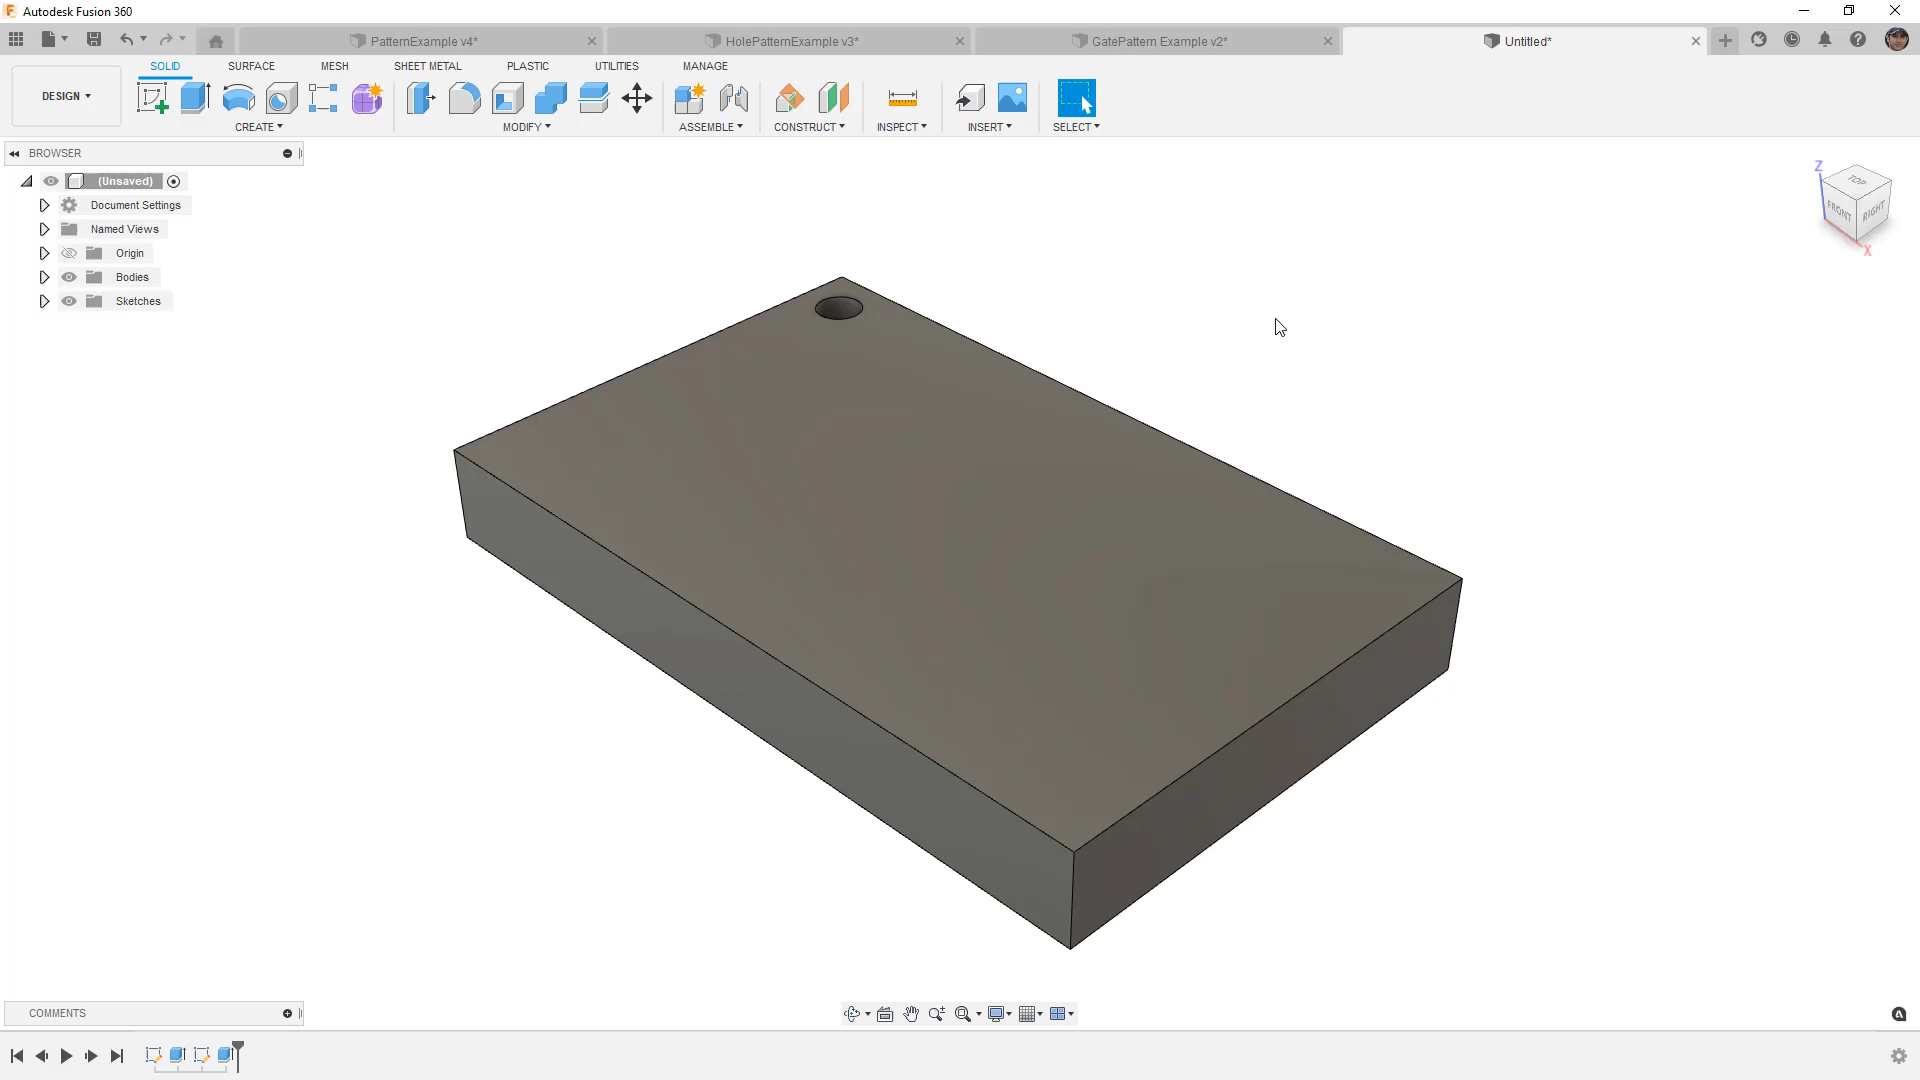 Autodesk Fusion 360
PatternExample v4*
HolePatternExample v3*
GatePattern Example v2*
Untitled*
DESIGN
SOLID
SURFACE
MESH
SHEET METAL
PLASTIC
UTILITIES
MANAGE
CREATE
MODIFY
ASSEMBLE
CONSTRUCT
INSPECT
INSERT
SELECT
BROWSER
(Unsaved)
Document Settings
Named Views
Origin
Bodies
Sketches
Z
TOP
FRONT
RIGHT
X
COMMENTS